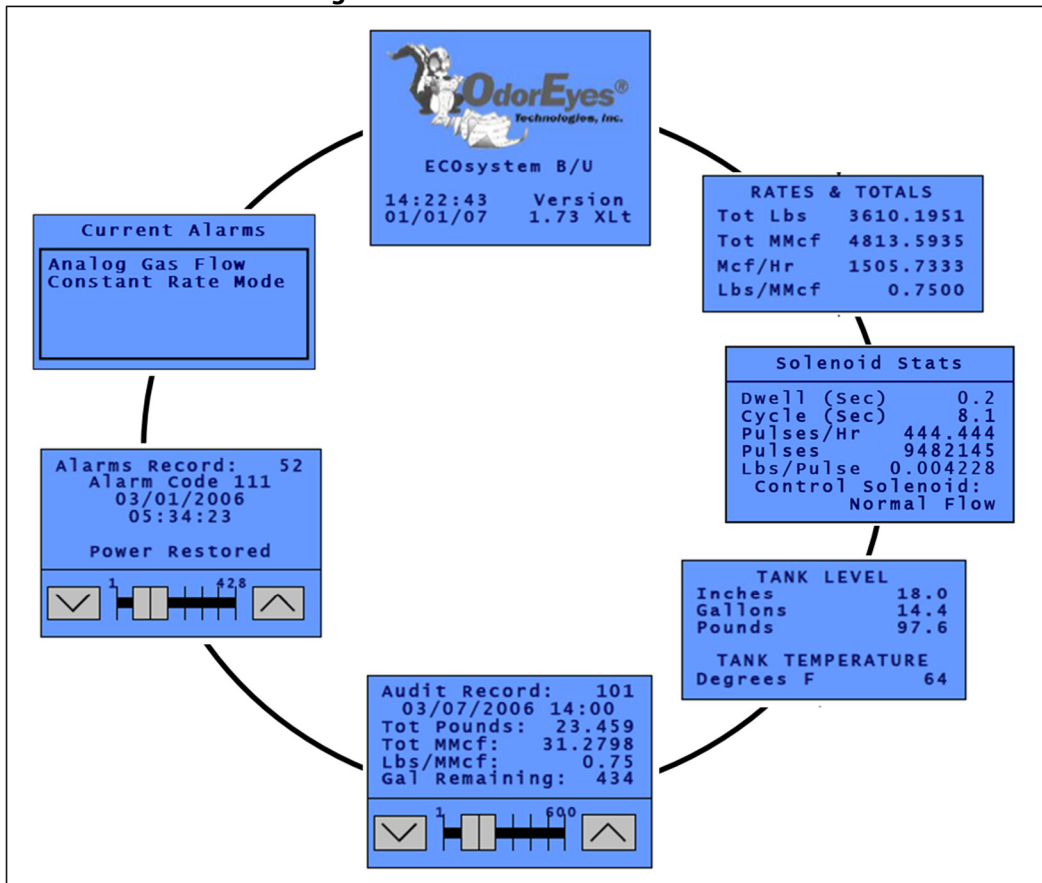 OdorEyes®
Technologies, Inc.
ECOsystem B/U
14:22:43 Version
01/01/07 1.73 XLt
RATES & TOTALS
Tot Lbs 3610.1951
Tot MMcf 4813.5935
Mcf/Hr 1505.7333
Lbs/MMcf 0.7500
Solenoid Stats
Dwell (Sec) 0.2
Cycle (Sec) 8.1
Pulses/Hr 444.444
Pulses 9482145
Lbs/Pulse 0.004228
Control Solenoid:
Normal Flow
TANK LEVEL
Inches 18.0
Gallons 14.4
Pounds 97.6
TANK TEMPERATURE
Degrees F 64
Audit Record: 101
03/07/2006 14:00
Tot Pounds: 23.459
Tot MMcf: 31.2798
Lbs/MMcf: 0.75
Gal Remaining: 434
1 600
Alarms Record: 52
Alarm Code 111
03/01/2006
05:34:23
Power Restored
1 428
Current Alarms
Analog Gas Flow
Constant Rate Mode